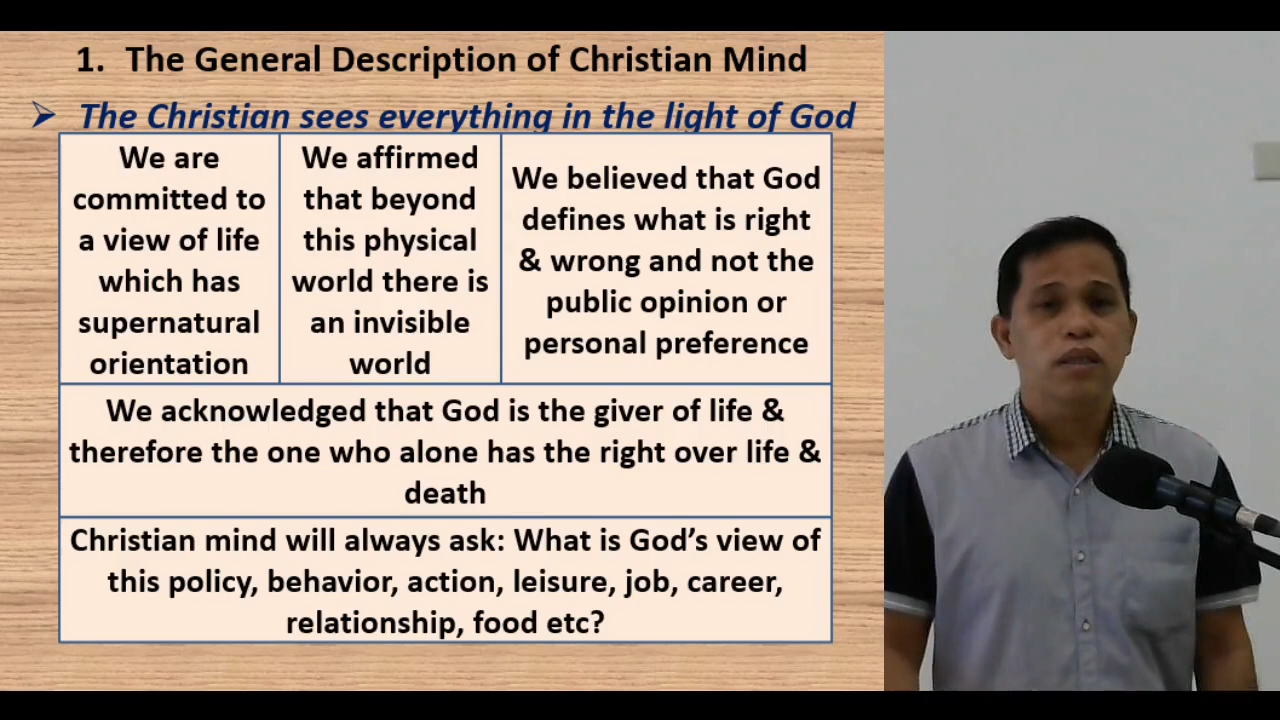 1. The General Description of Christian Mind
➢ The Christian sees everything in the light of God
We are
committed to
a view of life
which has
supernatural
orientation
We affirmed
that beyond
this physical
world there is
an invisible
world
We believed that God
defines what is right
& wrong and not the
public opinion or
personal preference
We acknowledged that God is the giver of life &
therefore the one who alone has the right over life &
death
Christian mind will always ask: What is God’s view of
this policy, behavior, action, leisure, job, career,
relationship, food etc?